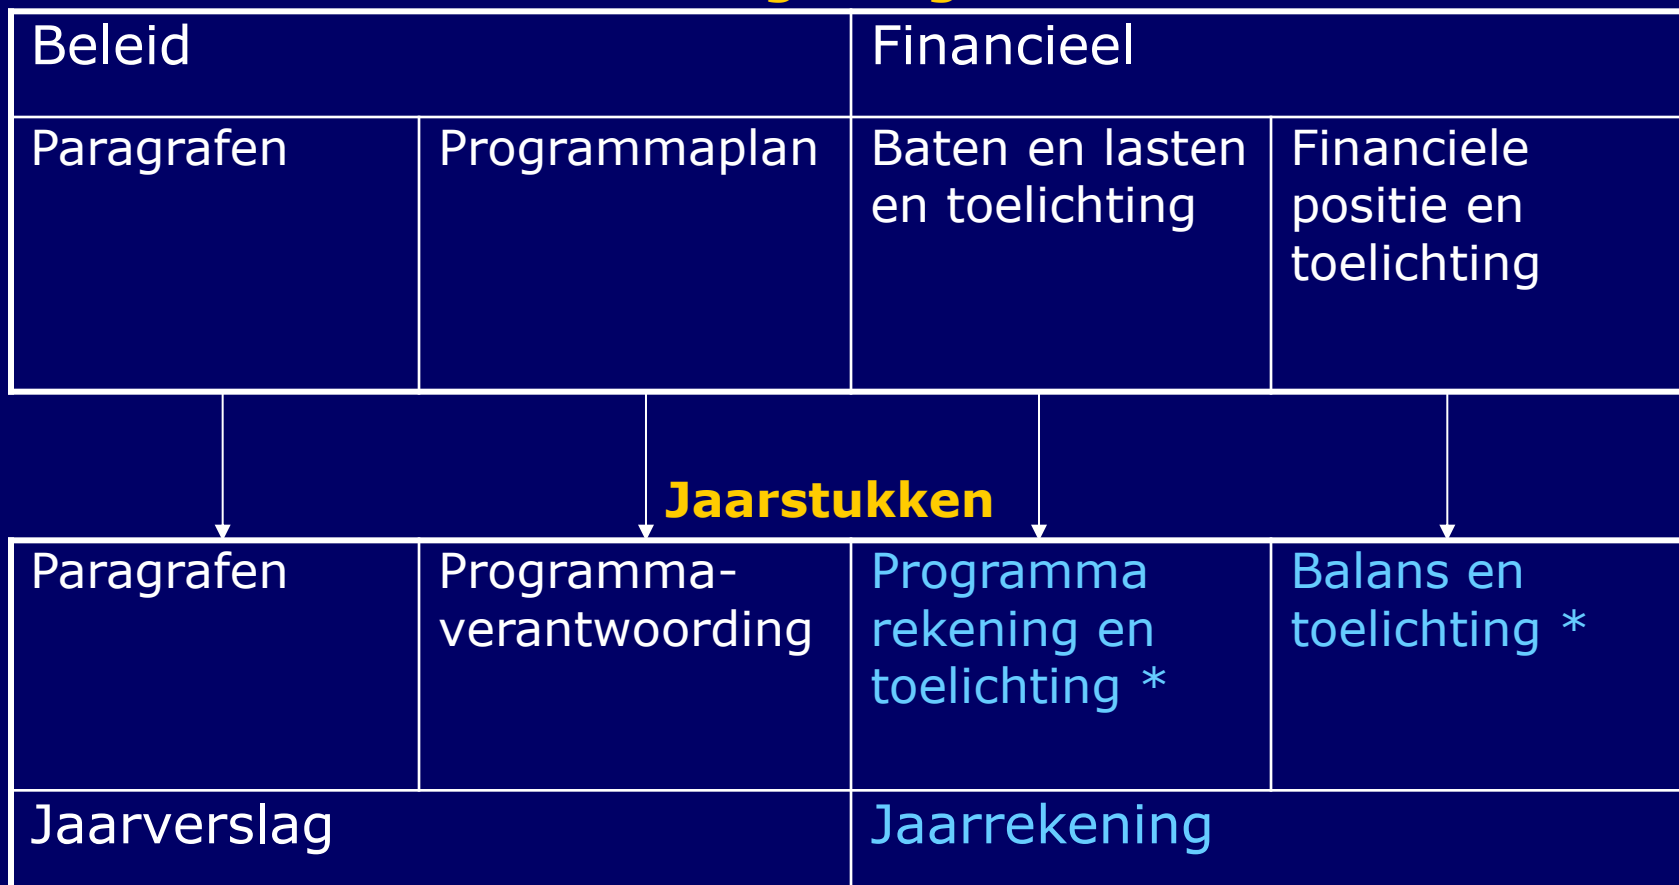 Beleid
Financieel
Paragrafen
Programmaplan
Baten en lasten
en toelichting
Financiele
positie en
toelichting
Jaarstukken
Paragrafen
Programma-
verantwoording
Programma
rekening en
toelichting *
Balans en
toelichting *
Jaarverslag
Jaarrekening